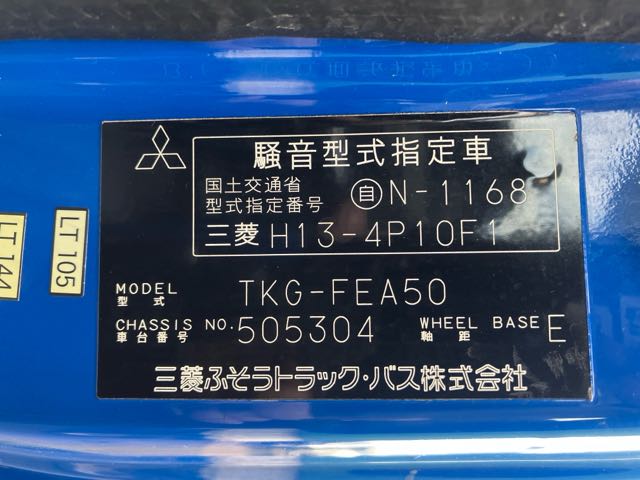 騒音型式指定車
国土交通省
型式指定番号
自 N-1168
三菱 H13-4P10F1
MODEL
型式
TKG-FEA50
CHASSIS NO.
車台番号
505304
WHEEL BASE
軸距
E
三菱ふそうトラック・バス株式会社
LT 105
LT 144